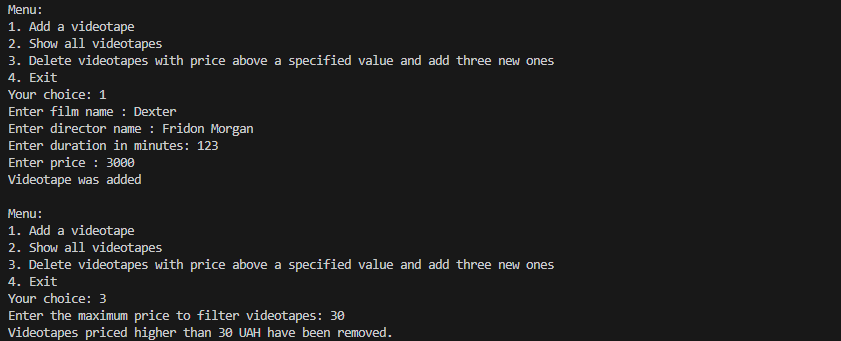 Menu:
1. Add a videotape
2. Show all videotapes
3. Delete videotapes with price above a specified value and add three new ones
4. Exit
Your choice: 1
Enter film name : Dexter
Enter director name : Fridon Morgan
Enter duration in minutes: 123
Enter price : 3000
Videotape was added

Menu:
1. Add a videotape
2. Show all videotapes
3. Delete videotapes with price above a specified value and add three new ones
4. Exit
Your choice: 3
Enter the maximum price to filter videotapes: 30
Videotapes priced higher than 30 UAH have been removed.